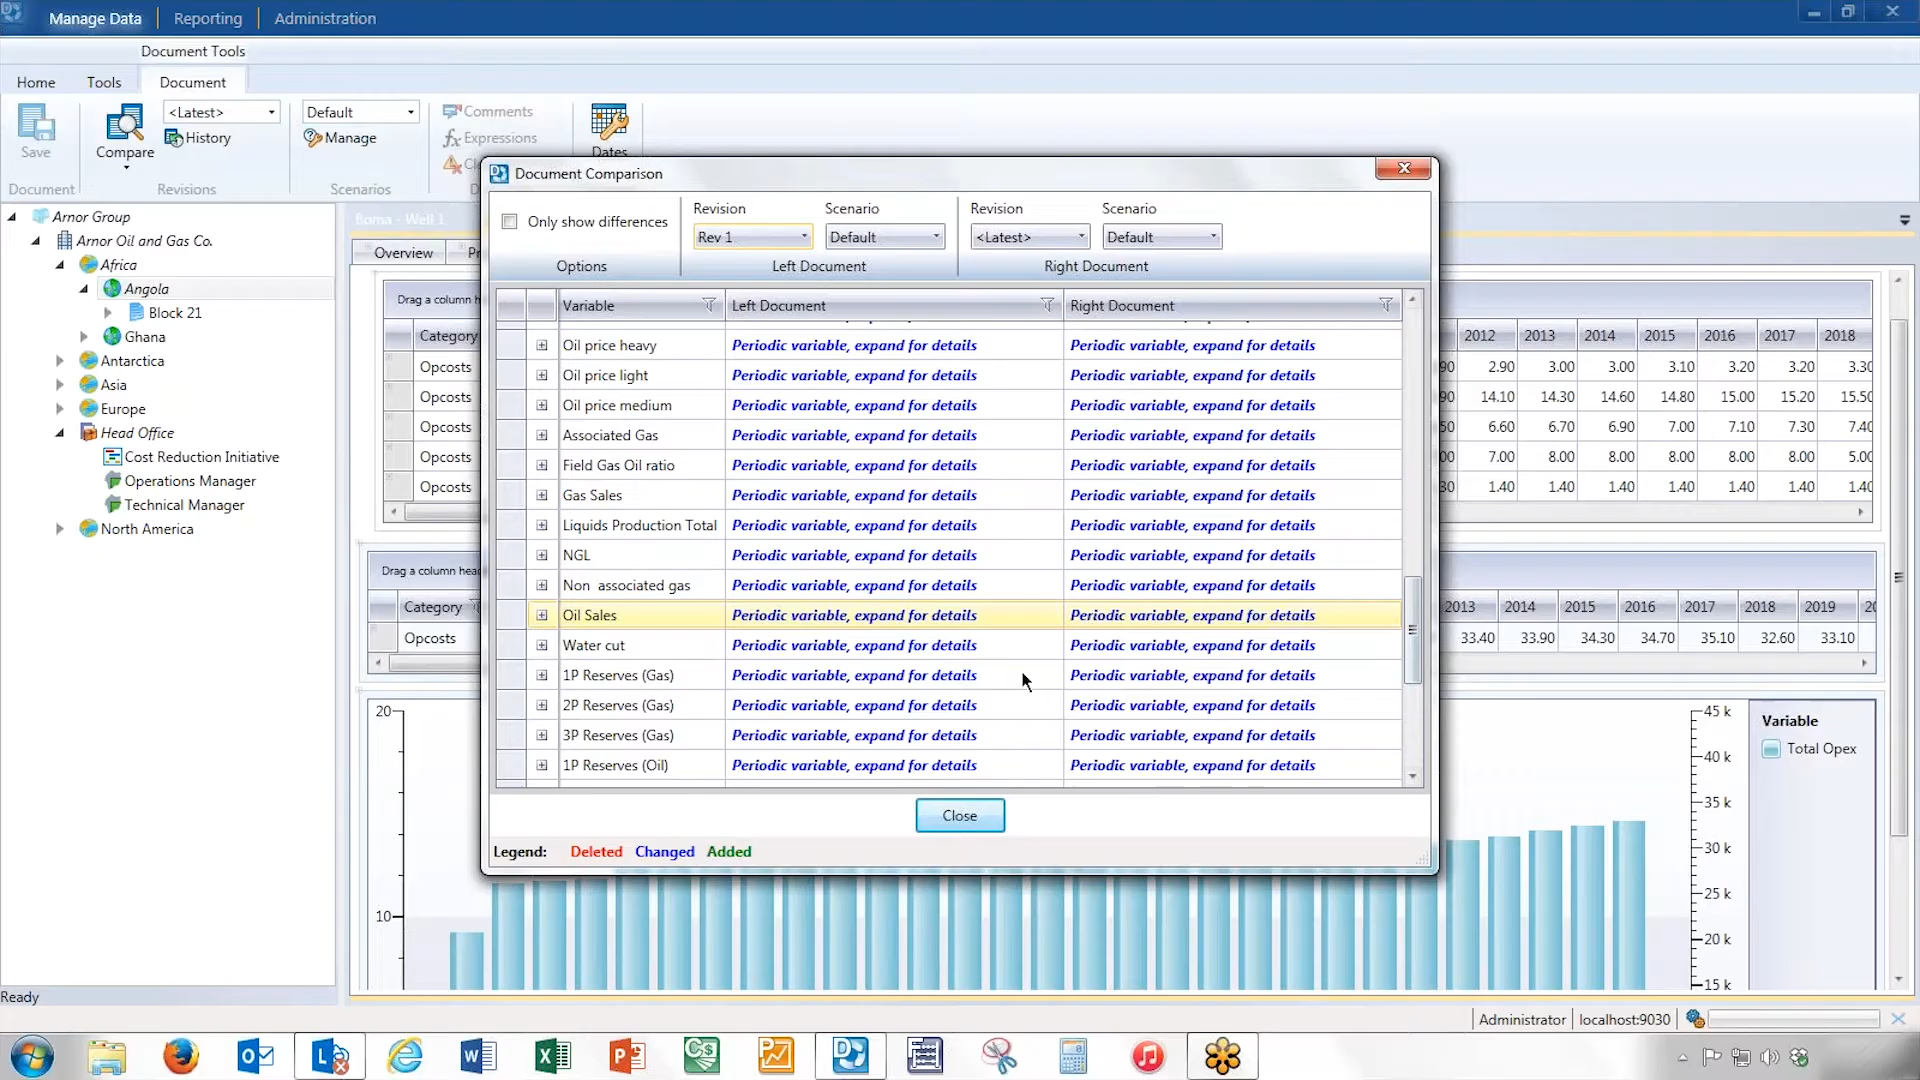 Manage Data
Reporting
Administration
Document Tools
Home
Tools
Document
Save
Compare
<Latest>
History
Default
Manage
Comments
Expressions
Dates
Document
Revisions
Scenarios
Arnor Group
Arnor Oil and Gas Co.
Africa
Angola
Block 21
Ghana
Antarctica
Asia
Europe
Head Office
Cost Reduction Initiative
Operations Manager
Technical Manager
North America
Ready
Boma - Well 1
Overview
Document Comparison
Only show differences
Options
Revision
Scenario
Rev 1
Default
Left Document
Revision
Scenario
<Latest>
Default
Right Document
Variable Left Document Right Document
Oil price heavy Periodic variable, expand for details Periodic variable, expand for details
Oil price light Periodic variable, expand for details Periodic variable, expand for details
Oil price medium Periodic variable, expand for details Periodic variable, expand for details
Associated Gas Periodic variable, expand for details Periodic variable, expand for details
Field Gas Oil ratio Periodic variable, expand for details Periodic variable, expand for details
Gas Sales Periodic variable, expand for details Periodic variable, expand for details
Liquids Production Total Periodic variable, expand for details Periodic variable, expand for details
NGL Periodic variable, expand for details Periodic variable, expand for details
Non associated gas Periodic variable, expand for details Periodic variable, expand for details
Oil Sales Periodic variable, expand for details Periodic variable, expand for details
Water cut Periodic variable, expand for details Periodic variable, expand for details
1P Reserves (Gas) Periodic variable, expand for details Periodic variable, expand for details
2P Reserves (Gas) Periodic variable, expand for details Periodic variable, expand for details
3P Reserves (Gas) Periodic variable, expand for details Periodic variable, expand for details
1P Reserves (Oil) Periodic variable, expand for details Periodic variable, expand for details
Close
Legend: Deleted Changed Added
Drag a column
Category
Opcosts
Opcosts
Opcosts
Opcosts
Opcosts
2012 2013 2014 2015 2016 2017 2018
2.90 3.00 3.00 3.10 3.20 3.20 3.30
14.10 14.30 14.60 14.80 15.00 15.20 15.50
6.60 6.70 6.90 7.00 7.10 7.30 7.40
7.00 8.00 8.00 8.00 8.00 8.00 5.00
1.40 1.40 1.40 1.40 1.40 1.40 1.40
Drag a column
Category
Opcosts
2013 2014 2015 2016 2017 2018 2019
33.40 33.90 34.30 34.70 35.10 32.60 33.10
20
10
45 k
40 k
35 k
30 k
25 k
20 k
15 k
Variable
Total Opex
Administrator
localhost:9030